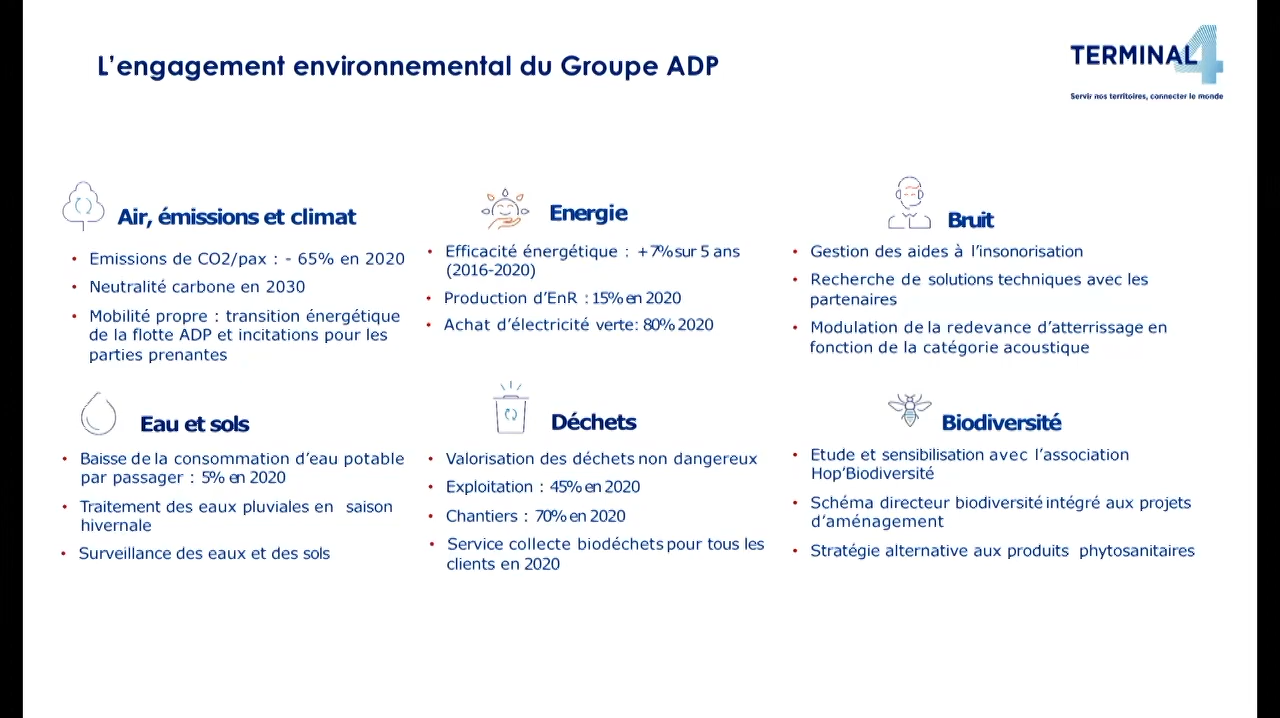 L'engagement environnemental du Groupe ADP
TERMINAL 4
Servir nos territoires, connecter le monde
Air, émissions et climat
• Emissions de CO2/pax : - 65% en 2020
• Neutralité carbone en 2030
• Mobilité propre : transition énergétique
de la flotte ADP et incitations pour les
parties prenantes
Energie
• Efficacité énergétique : +7% sur 5 ans
(2016-2020)
• Production d'EnR : 15% en 2020
• Achat d'électricité verte: 80% 2020
Bruit
• Gestion des aides à l'insonorisation
• Recherche de solutions techniques avec les
partenaires
• Modulation de la redevance d'atterrissage en
fonction de la catégorie acoustique
Eau et sols
• Baisse de la consommation d'eau potable
par passager : 5% en 2020
• Traitement des eaux pluviales en saison
hivernale
• Surveillance des eaux et des sols
Déchets
• Valorisation des déchets non dangereux
• Exploitation : 45% en 2020
• Chantiers : 70% en 2020
• Service collecte biodéchets pour tous les
clients en 2020
Biodiversité
• Etude et sensibilisation avec l'association
Hop'Biodiversité
• Schéma directeur biodiversité intégré aux projets
d'aménagement
• Stratégie alternative aux produits phytosanitaires